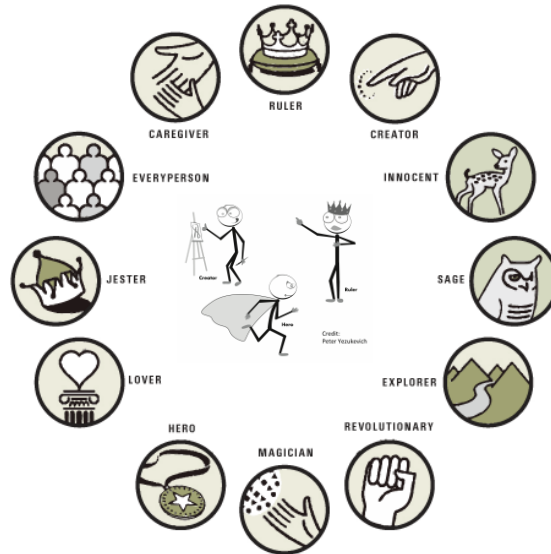 RULER
CAREGIVER
CREATOR
EVERYPERSON
INNOCENT
JESTER
SAGE
Creator
Ruler
Hero
Credit:
Peter Yezukevich
LOVER
EXPLORER
HERO
REVOLUTIONARY
MAGICIAN